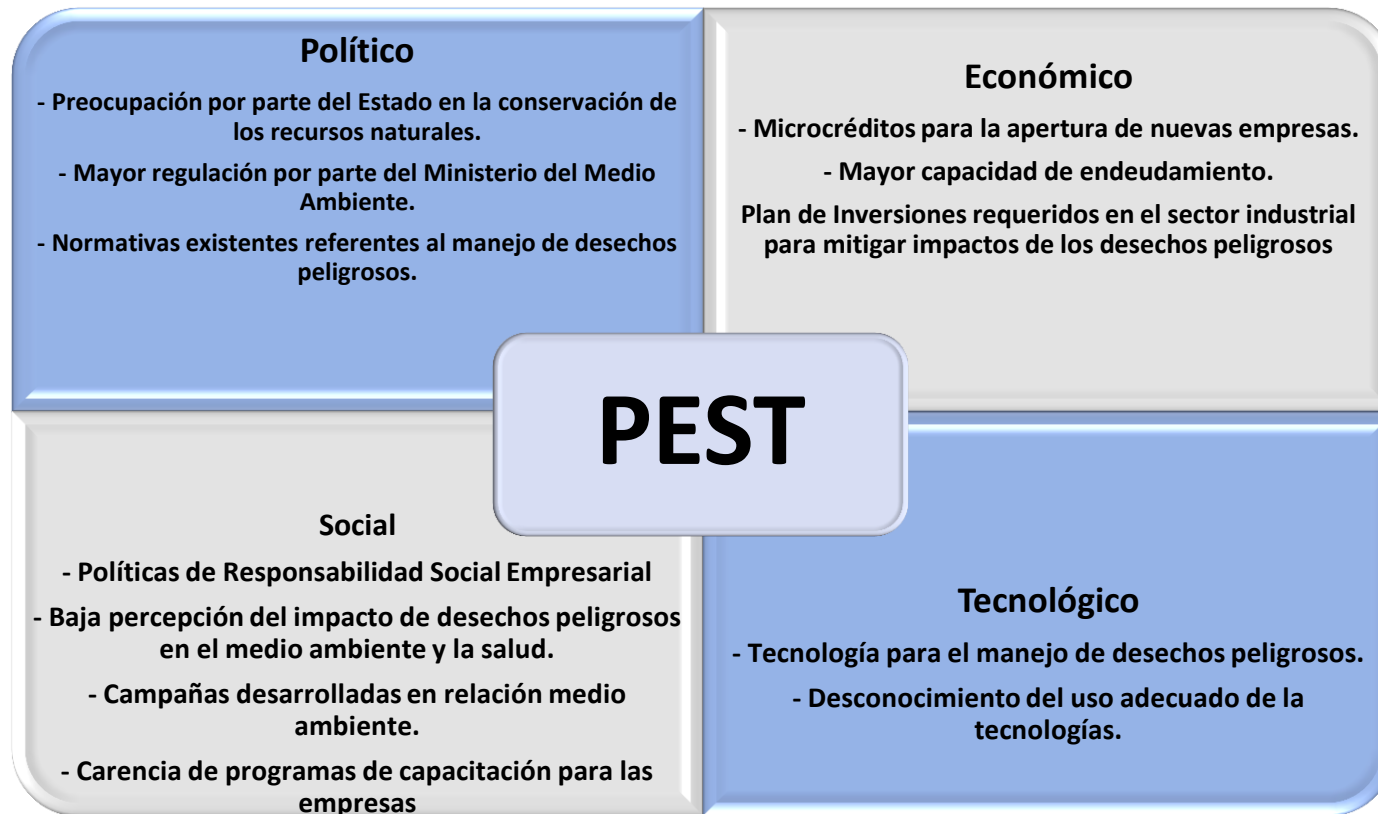 Político
- Preocupación por parte del Estado en la conservación de
los recursos naturales.
- Mayor regulación por parte del Ministerio del Medio
Ambiente.
- Normativas existentes referentes al manejo de desechos
peligrosos.
Económico
- Microcréditos para la apertura de nuevas empresas.
- Mayor capacidad de endeudamiento.
Plan de Inversiones requeridos en el sector industrial
para mitigar impactos de los desechos peligrosos
PEST
Social
- Políticas de Responsabilidad Social Empresarial
- Baja percepción del impacto de desechos peligrosos
en el medio ambiente y la salud.
- Campañas desarrolladas en relación medio
ambiente.
- Carencia de programas de capacitación para las
empresas
Tecnológico
- Tecnología para el manejo de desechos peligrosos.
- Desconocimiento del uso adecuado de la
tecnologías.